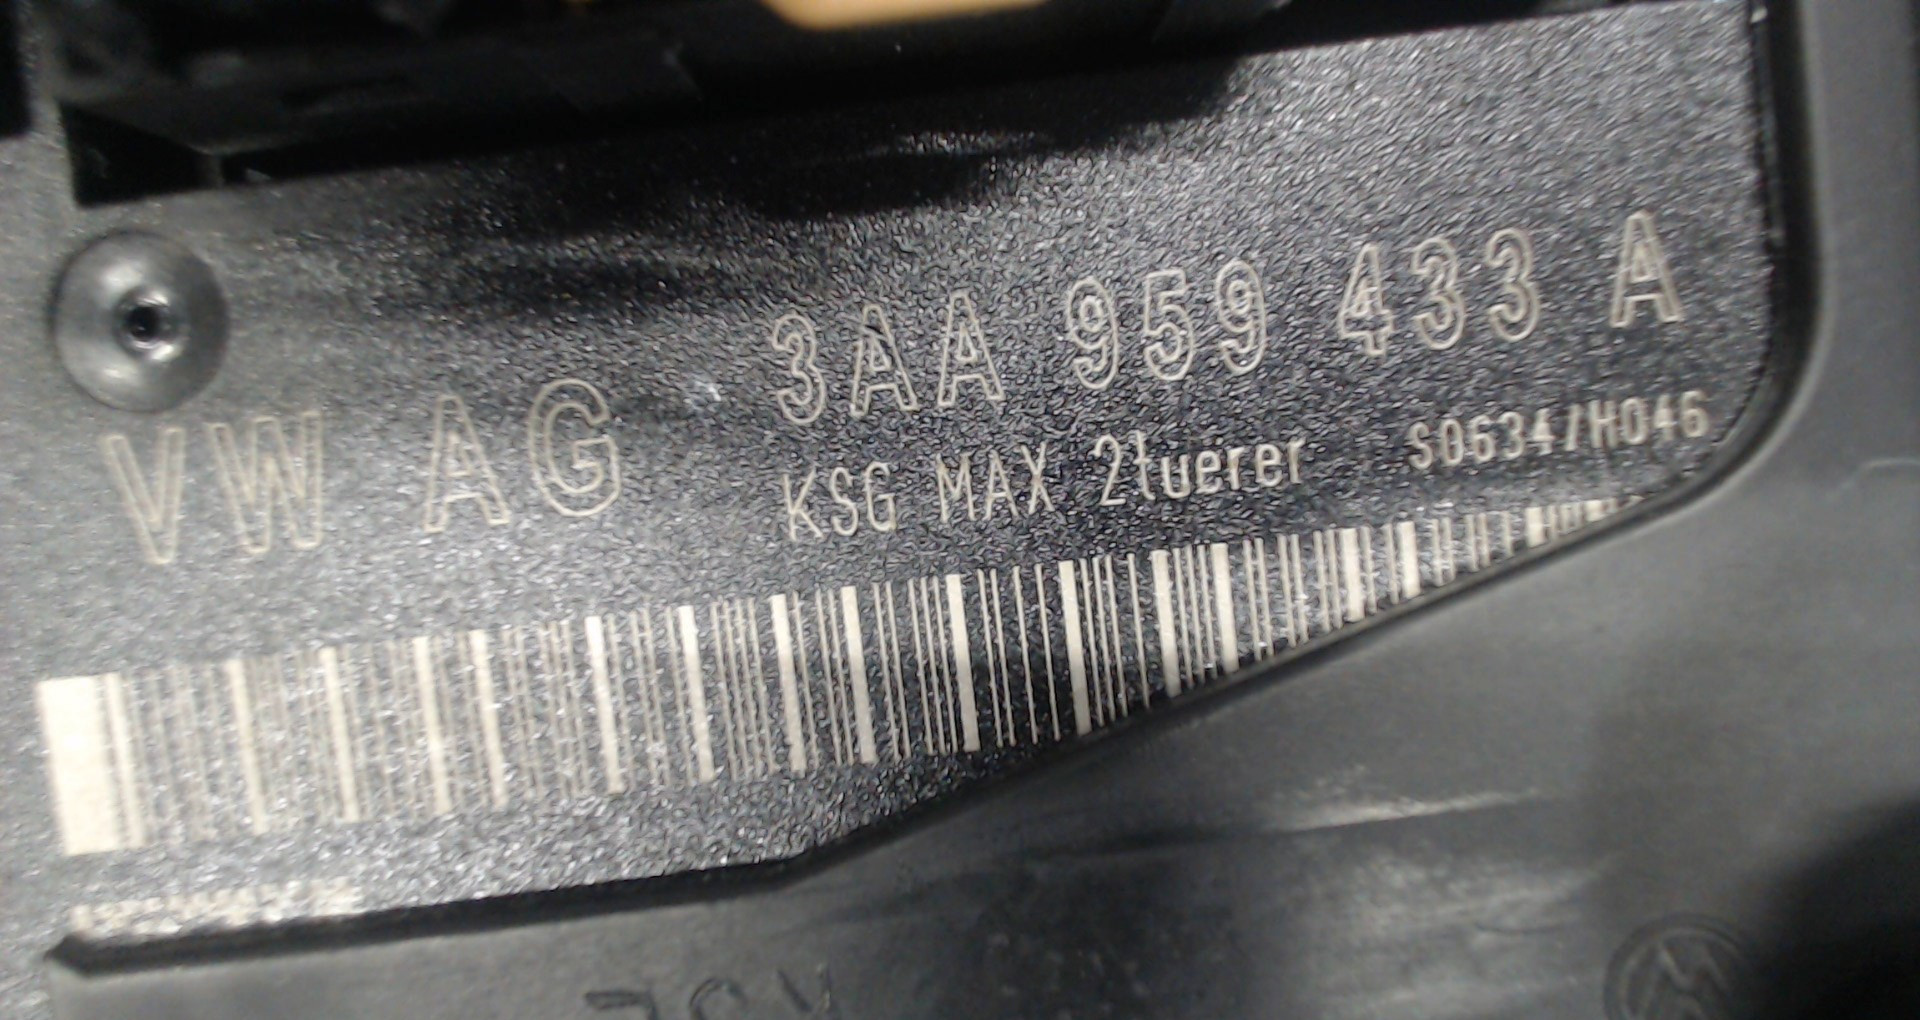 VW AG 3AA 959 433 A
KSG MAX 2tuerer S0634/H046